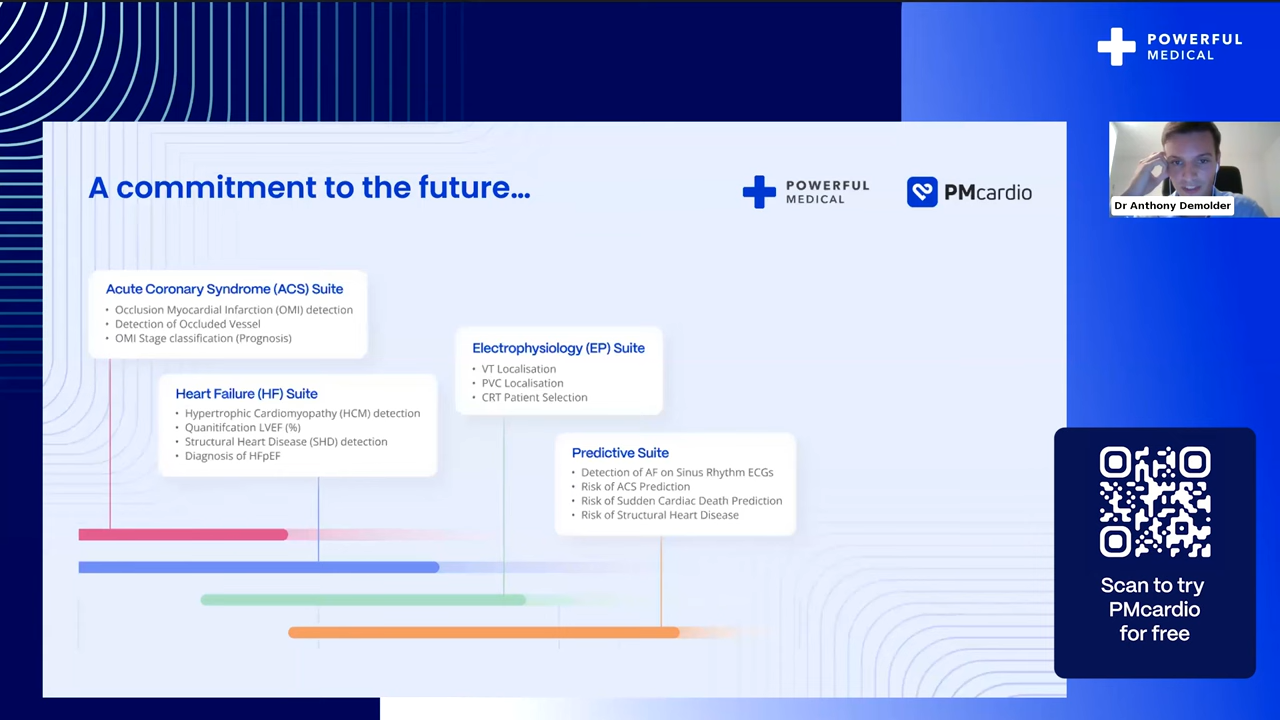 POWERFUL
MEDICAL
A commitment to the future...
POWERFUL
MEDICAL
PMcardio
Dr Anthony Demolder
Acute Coronary Syndrome (ACS) Suite
• Occlusion Myocardial Infarction (OMI) detection
• Detection of Occluded Vessel
• OMI Stage classification (Prognosis)
Electrophysiology (EP) Suite
• VT Localisation
• PVC Localisation
• CRT Patient Selection
Heart Failure (HF) Suite
• Hypertrophic Cardiomyopathy (HCM) detection
• Quanitifcation LVEF (%)
• Structural Heart Disease (SHD) detection
• Diagnosis of HFpEF
Predictive Suite
• Detection of AF on Sinus Rhythm ECGs
• Risk of ACS Prediction
• Risk of Sudden Cardiac Death Prediction
• Risk of Structural Heart Disease
Scan to try
PMcardio
for free